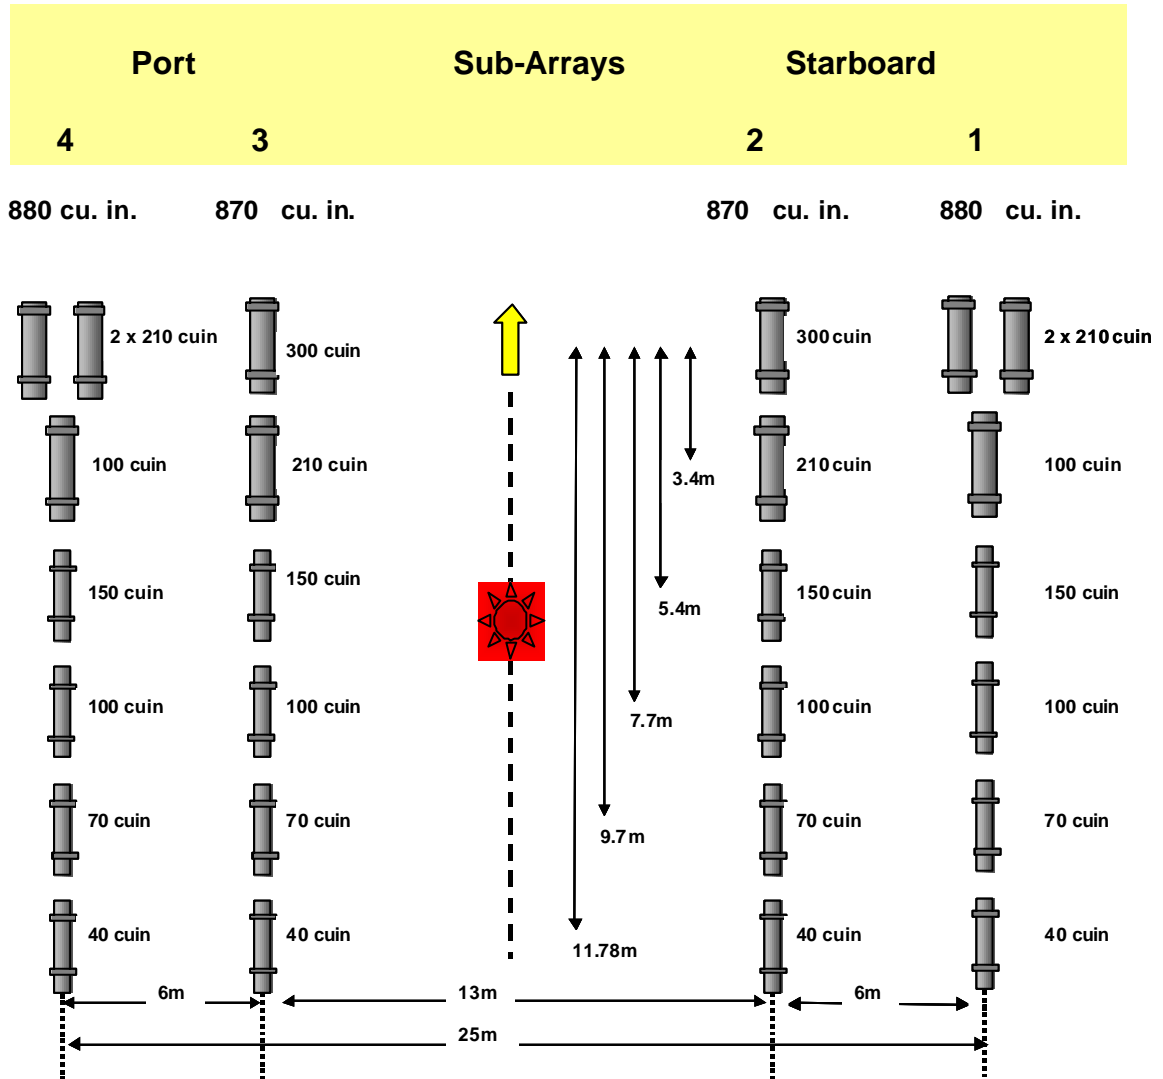 Port Sub-Arrays Starboard
4 3 2 1
880 cu. in. 870 cu. in. 870 cu. in. 880 cu. in.
2 x 210 cuin 300 cuin 300 cuin 2 x 210 cuin
100 cuin 210 cuin 210 cuin 100 cuin
3.4m
150 cuin 150 cuin 150 cuin 150 cuin
5.4m
100 cuin 100 cuin 100 cuin 100 cuin
7.7m
70 cuin 70 cuin 70 cuin 70 cuin
9.7m
40 cuin 40 cuin 40 cuin 40 cuin
11.78m
6m 13m 6m
25m